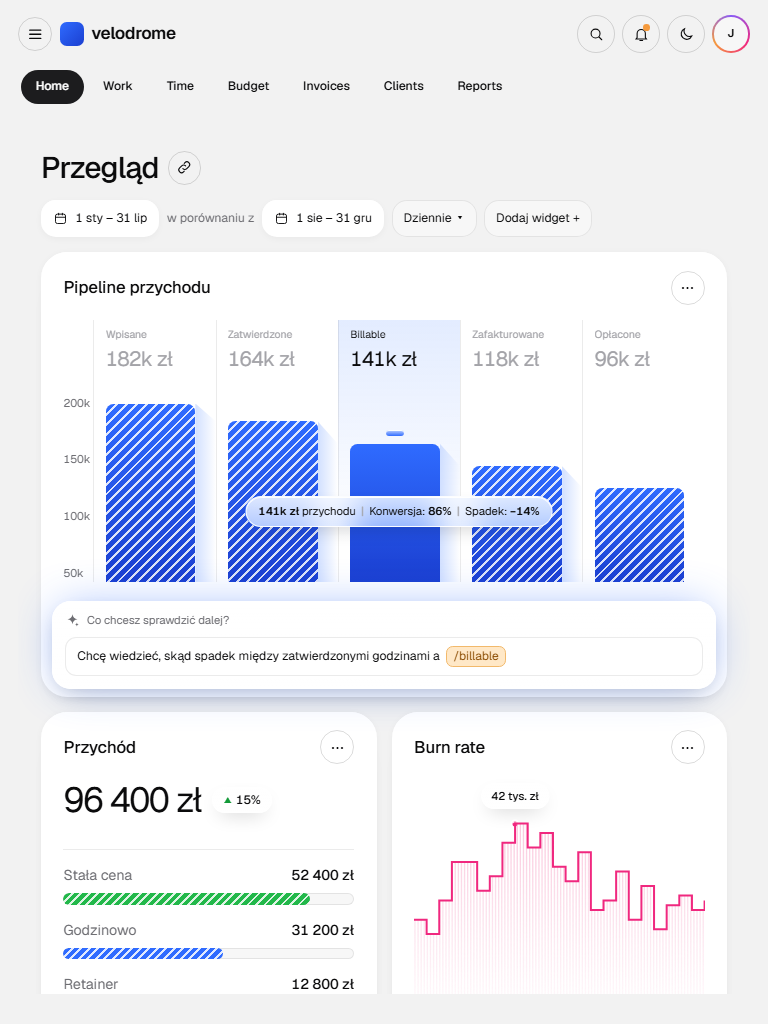 velodrome
J
Home Work Time Budget Invoices Clients Reports
Przegląd
1 sty – 31 lip w porównaniu z 1 sie – 31 gru Dziennie Dodaj widget +
Pipeline przychodu
Wpisane Zatwierdzone Billable Zafakturowane Opłacone
182k zł 164k zł 141k zł 118k zł 96k zł
200k
150k
100k
50k
141k zł przychodu | Konwersja: 86% | Spadek: −14%
Co chcesz sprawdzić dalej?
Chcę wiedzieć, skąd spadek między zatwierdzonymi godzinami a /billable
Przychód
96 400 zł 15%
Stała cena 52 400 zł
Godzinowo 31 200 zł
Retainer 12 800 zł
Burn rate
42 tys. zł